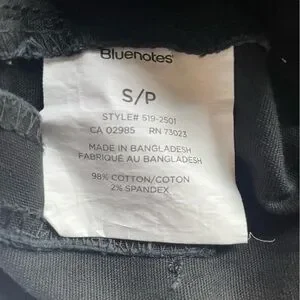 Bluenotes®
S/P
STYLE# 519-2501
CA 02985 RN 73023
MADE IN BANGLADESH
FABRIQUÉ AU BANGLADESH
98% COTTON/COTON
2% SPANDEX